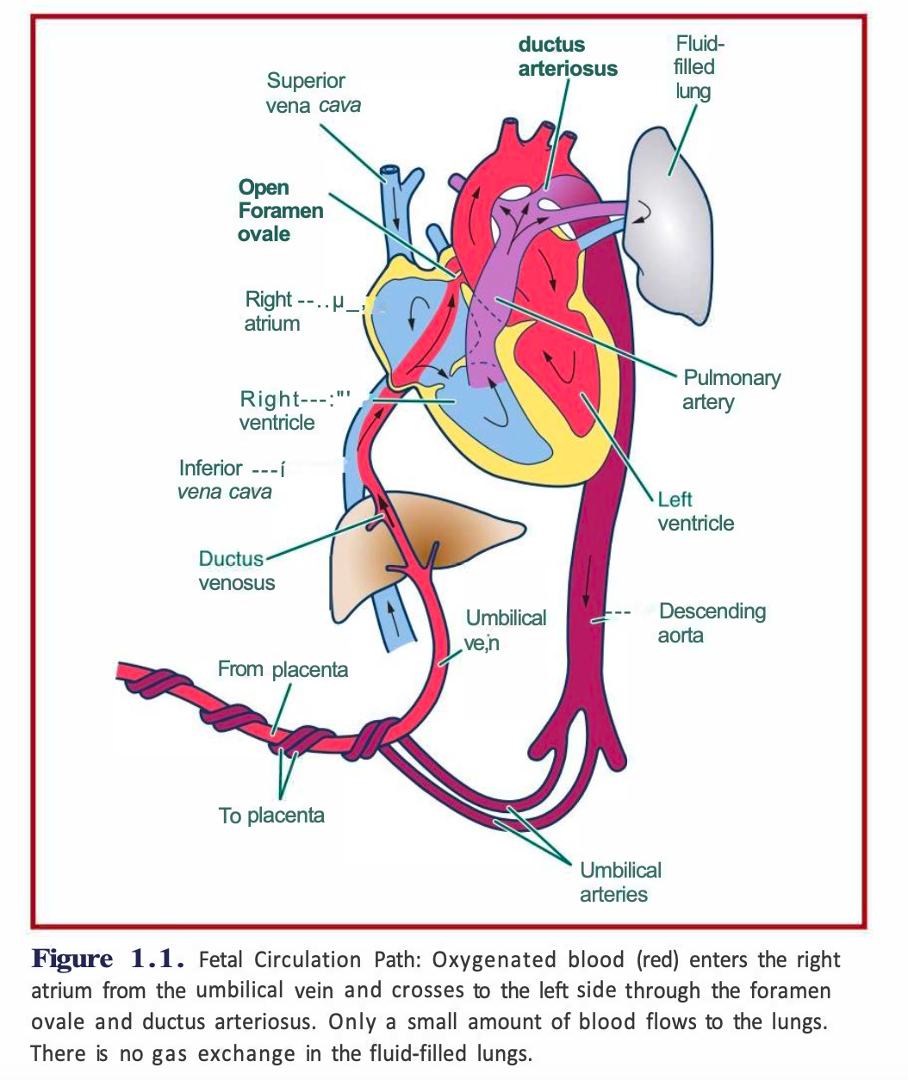 ductus
arteriosus
Fluid-
filled
lung
Superior
vena cava
Open
Foramen
ovale
Right --..µ_,
atrium
Pulmonary
artery
Right---:"'
ventricle
Inferior ---í
vena cava
Left
ventricle
Ductus
venosus
Umbilical
ve,n
--- Descending
aorta
From placenta
To placenta
Umbilical
arteries
Figure 1.1. Fetal Circulation Path: Oxygenated blood (red) enters the right
atrium from the umbilical vein and crosses to the left side through the foramen
ovale and ductus arteriosus. Only a small amount of blood flows to the lungs.
There is no gas exchange in the fluid-filled lungs.